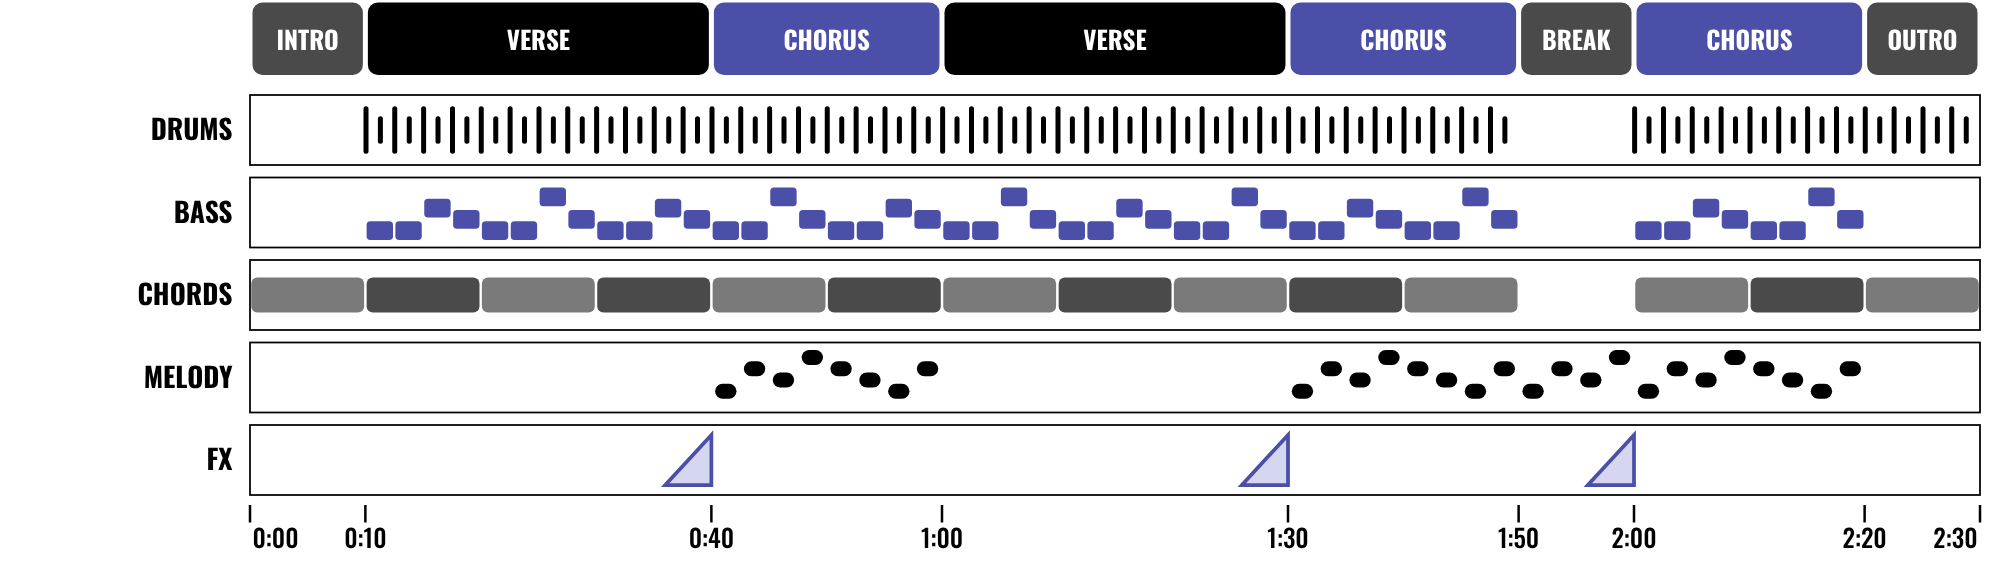 INTRO VERSE CHORUS VERSE CHORUS BREAK CHORUS OUTRO
DRUMS
BASS
CHORDS
MELODY
FX
0:00 0:10 0:40 1:00 1:30 1:50 2:00 2:20 2:30